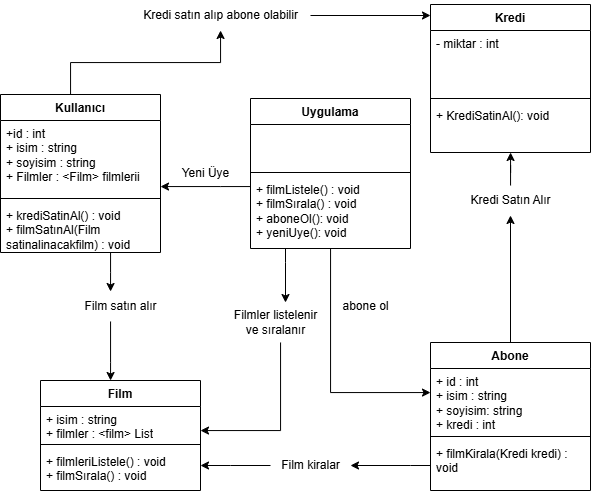 Kredi satın alıp abone olabilir
Kredi
- miktar : int
+ KrediSatinAl(): void
Kullanıcı
+id : int
+ isim : string
+ soyisim : string
+ Filmler : <Film> filmlerii
+ krediSatinAl() : void
+ filmSatınAl(Film
satinalinacakfilm) : void
Uygulama
+ filmListele() : void
+ filmSırala() : void
+ aboneOl(): void
+ yeniUye(): void
Yeni Üye
Kredi Satın Alır
Film satın alır
Filmler listelenir
ve sıralanır
abone ol
Abone
+ id : int
+ isim : string
+ soyisim: string
+ kredi : int
+ filmKirala(Kredi kredi) :
void
Film
+ isim : string
+ filmler : <film> List
+ filmleriListele() : void
+ filmSırala() : void
Film kiralar